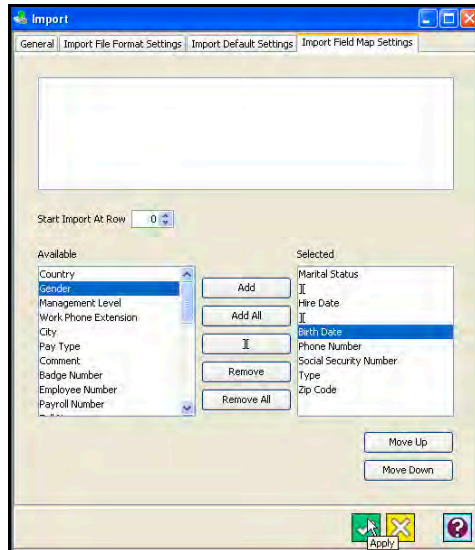 Import
General Import File Format Settings Import Default Settings Import Field Map Settings
Start Import At Row 0
Available
Country
Gender
Management Level
Work Phone Extension
City
Pay Type
Comment
Badge Number
Employee Number
Payroll Number
Add
Add All
][
Remove
Remove All
Selected
Marital Status
][
Hire Date
][
Birth Date
Phone Number
Social Security Number
Type
Zip Code
Move Up
Move Down
?
Apply